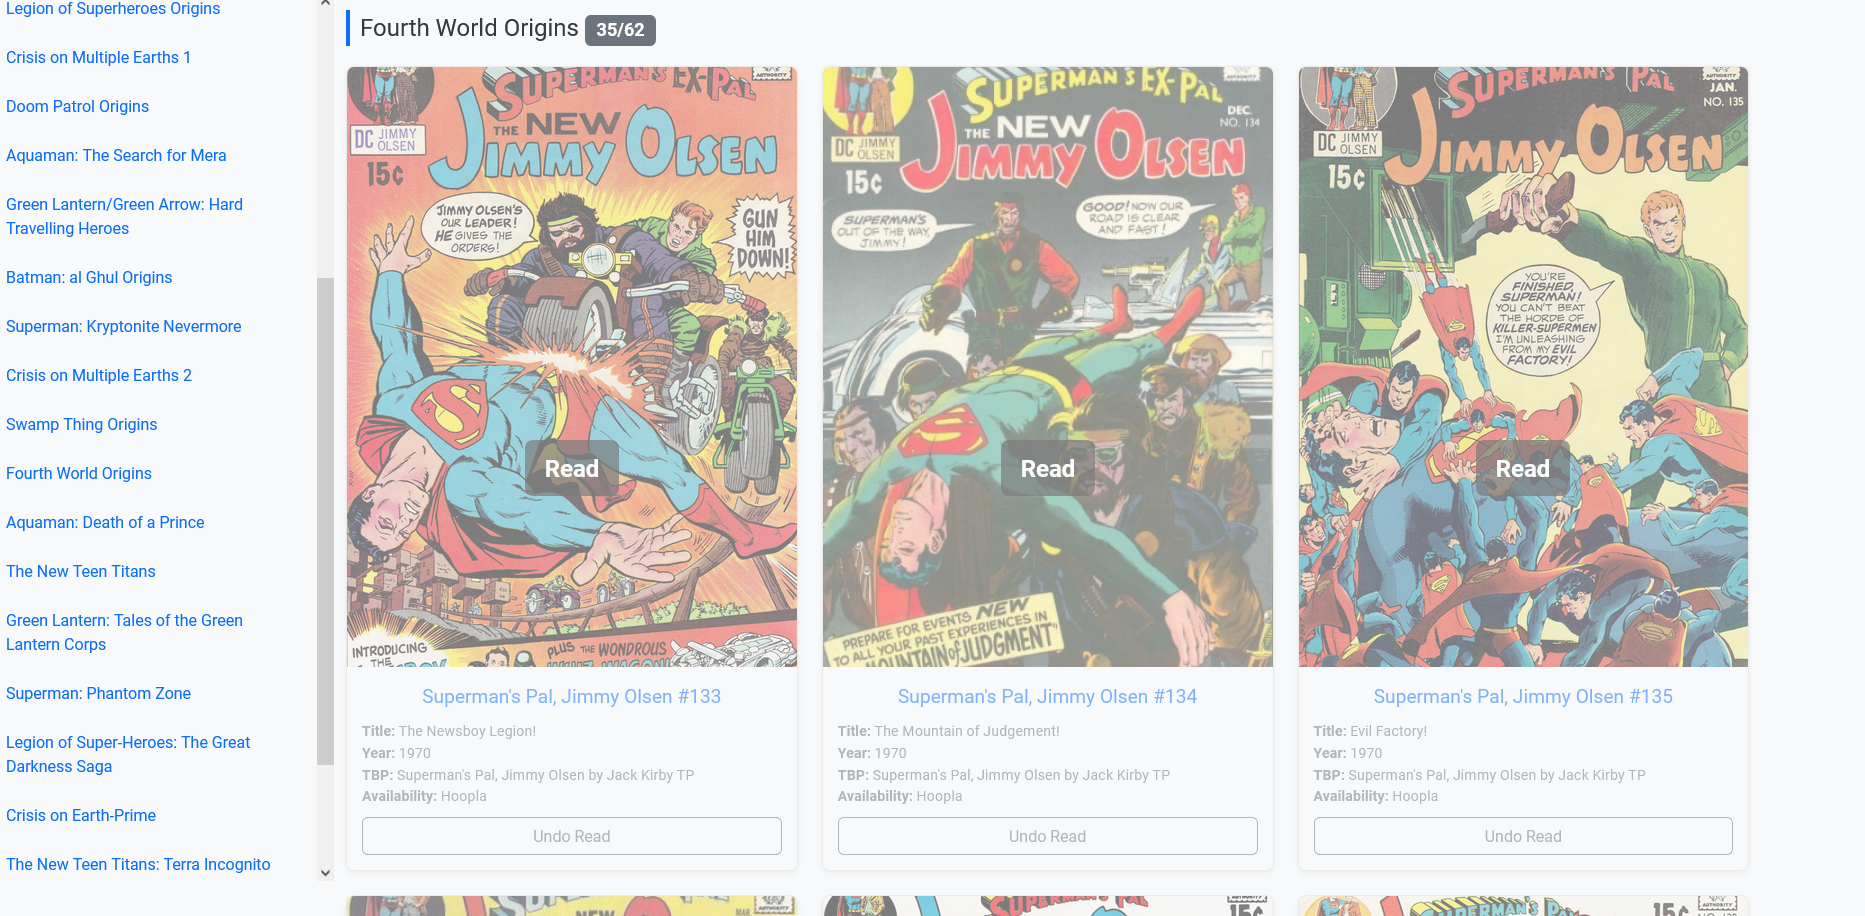 Legion of Superheroes Origins
Crisis on Multiple Earths 1
Doom Patrol Origins
Aquaman: The Search for Mera
Green Lantern/Green Arrow: Hard
Travelling Heroes
Batman: al Ghul Origins
Superman: Kryptonite Nevermore
Crisis on Multiple Earths 2
Swamp Thing Origins
Fourth World Origins
Aquaman: Death of a Prince
The New Teen Titans
Green Lantern: Tales of the Green
Lantern Corps
Superman: Phantom Zone
Legion of Super-Heroes: The Great
Darkness Saga
Crisis on Earth-Prime
The New Teen Titans: Terra Incognito
Fourth World Origins 35/62
AUTHORITY
SUPERMAN'S EX-PAL
THE NEW
JIMMY OLSEN
DC JIMMY
OLSEN
15¢
JIMMY OLSEN'S
OUR LEADER!
HE GIVES THE
ORDERS!
GUN
HIM
DOWN!
Read
INTRODUCING
THE
PLUS THE WONDROUS
Superman's Pal, Jimmy Olsen #133
Title: The Newsboy Legion!
Year: 1970
TBP: Superman's Pal, Jimmy Olsen by Jack Kirby TP
Availability: Hoopla
Undo Read
AUTHORITY
SUPERMAN'S EX-PAL
DEC.
NO. 134
THE NEW
JIMMY OLSEN
DC JIMMY
OLSEN
15¢
SUPERMAN'S
OUT OF THE WAY,
JIMMY!
GOOD! NOW OUR
ROAD IS CLEAR
AND FAST!
Read
PREPARE FOR EVENTS NEW
TO ALL YOUR PAST EXPERIENCES IN
"MOUNTAIN of JUDGMENT"
Superman's Pal, Jimmy Olsen #134
Title: The Mountain of Judgement!
Year: 1970
TBP: Superman's Pal, Jimmy Olsen by Jack Kirby TP
Availability: Hoopla
Undo Read
AUTHORITY
SUPERMAN'S PAL
JAN.
NO. 135
JIMMY OLSEN
DC JIMMY
OLSEN
15¢
YOU'RE
FINISHED,
SUPERMAN!
YOU CAN'T BEAT
THE HORDE OF
KILLER-SUPERMEN
I'M UNLEASHING
FROM MY EVIL
FACTORY!
Read
Superman's Pal, Jimmy Olsen #135
Title: Evil Factory!
Year: 1970
TBP: Superman's Pal, Jimmy Olsen by Jack Kirby TP
Availability: Hoopla
Undo Read
NEW
MAR.
AUTHORITY
15¢
15¢